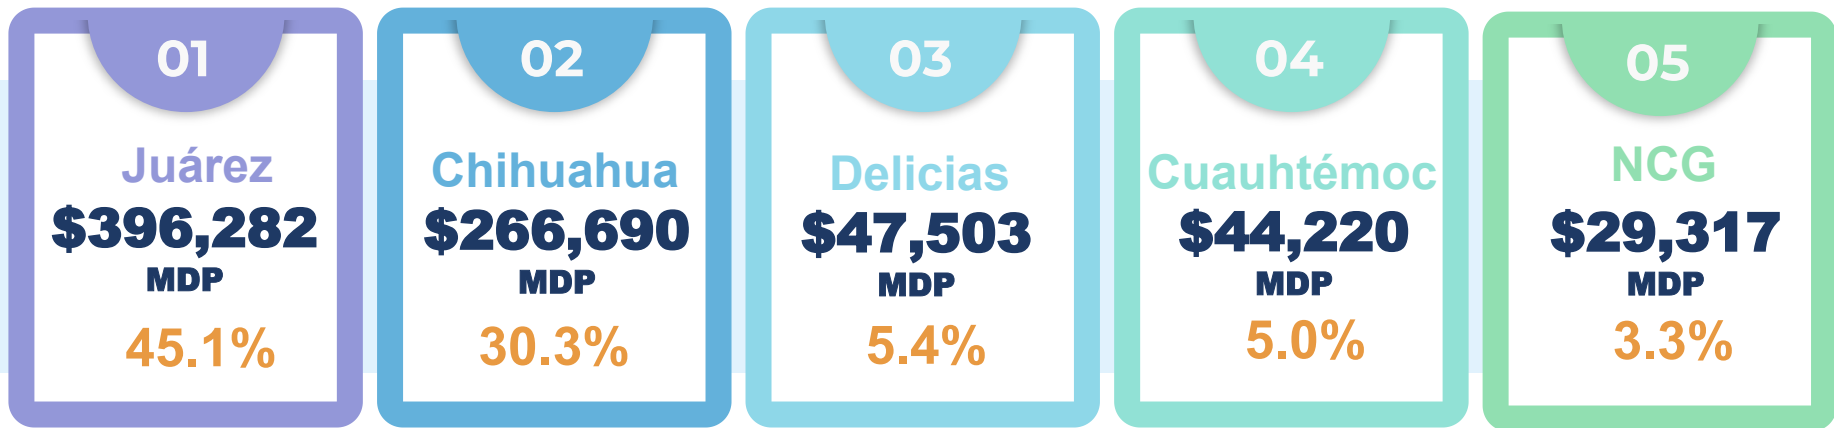 01
Juárez
$396,282
MDP
45.1%
02
Chihuahua
$266,690
MDP
30.3%
03
Delicias
$47,503
MDP
5.4%
04
Cuauhtémoc
$44,220
MDP
5.0%
05
NCG
$29,317
MDP
3.3%